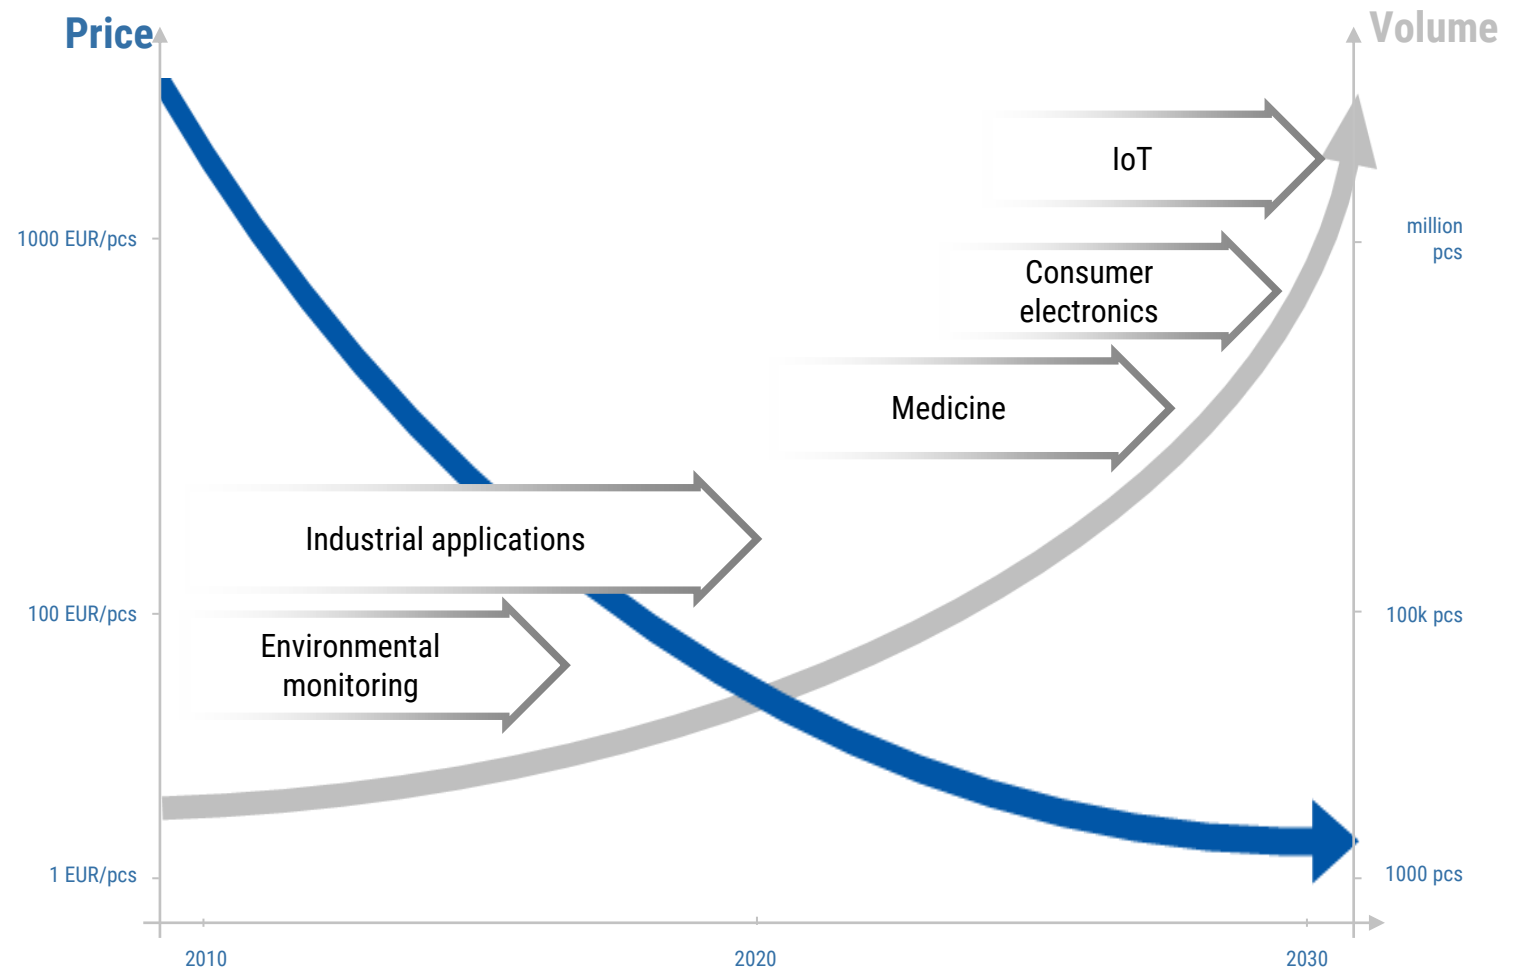 Price
Volume
IoT
1000 EUR/pcs
million
pcs
Consumer
electronics
Medicine
Industrial applications
100 EUR/pcs
100k pcs
Environmental
monitoring
1 EUR/pcs
1000 pcs
2010
2020
2030